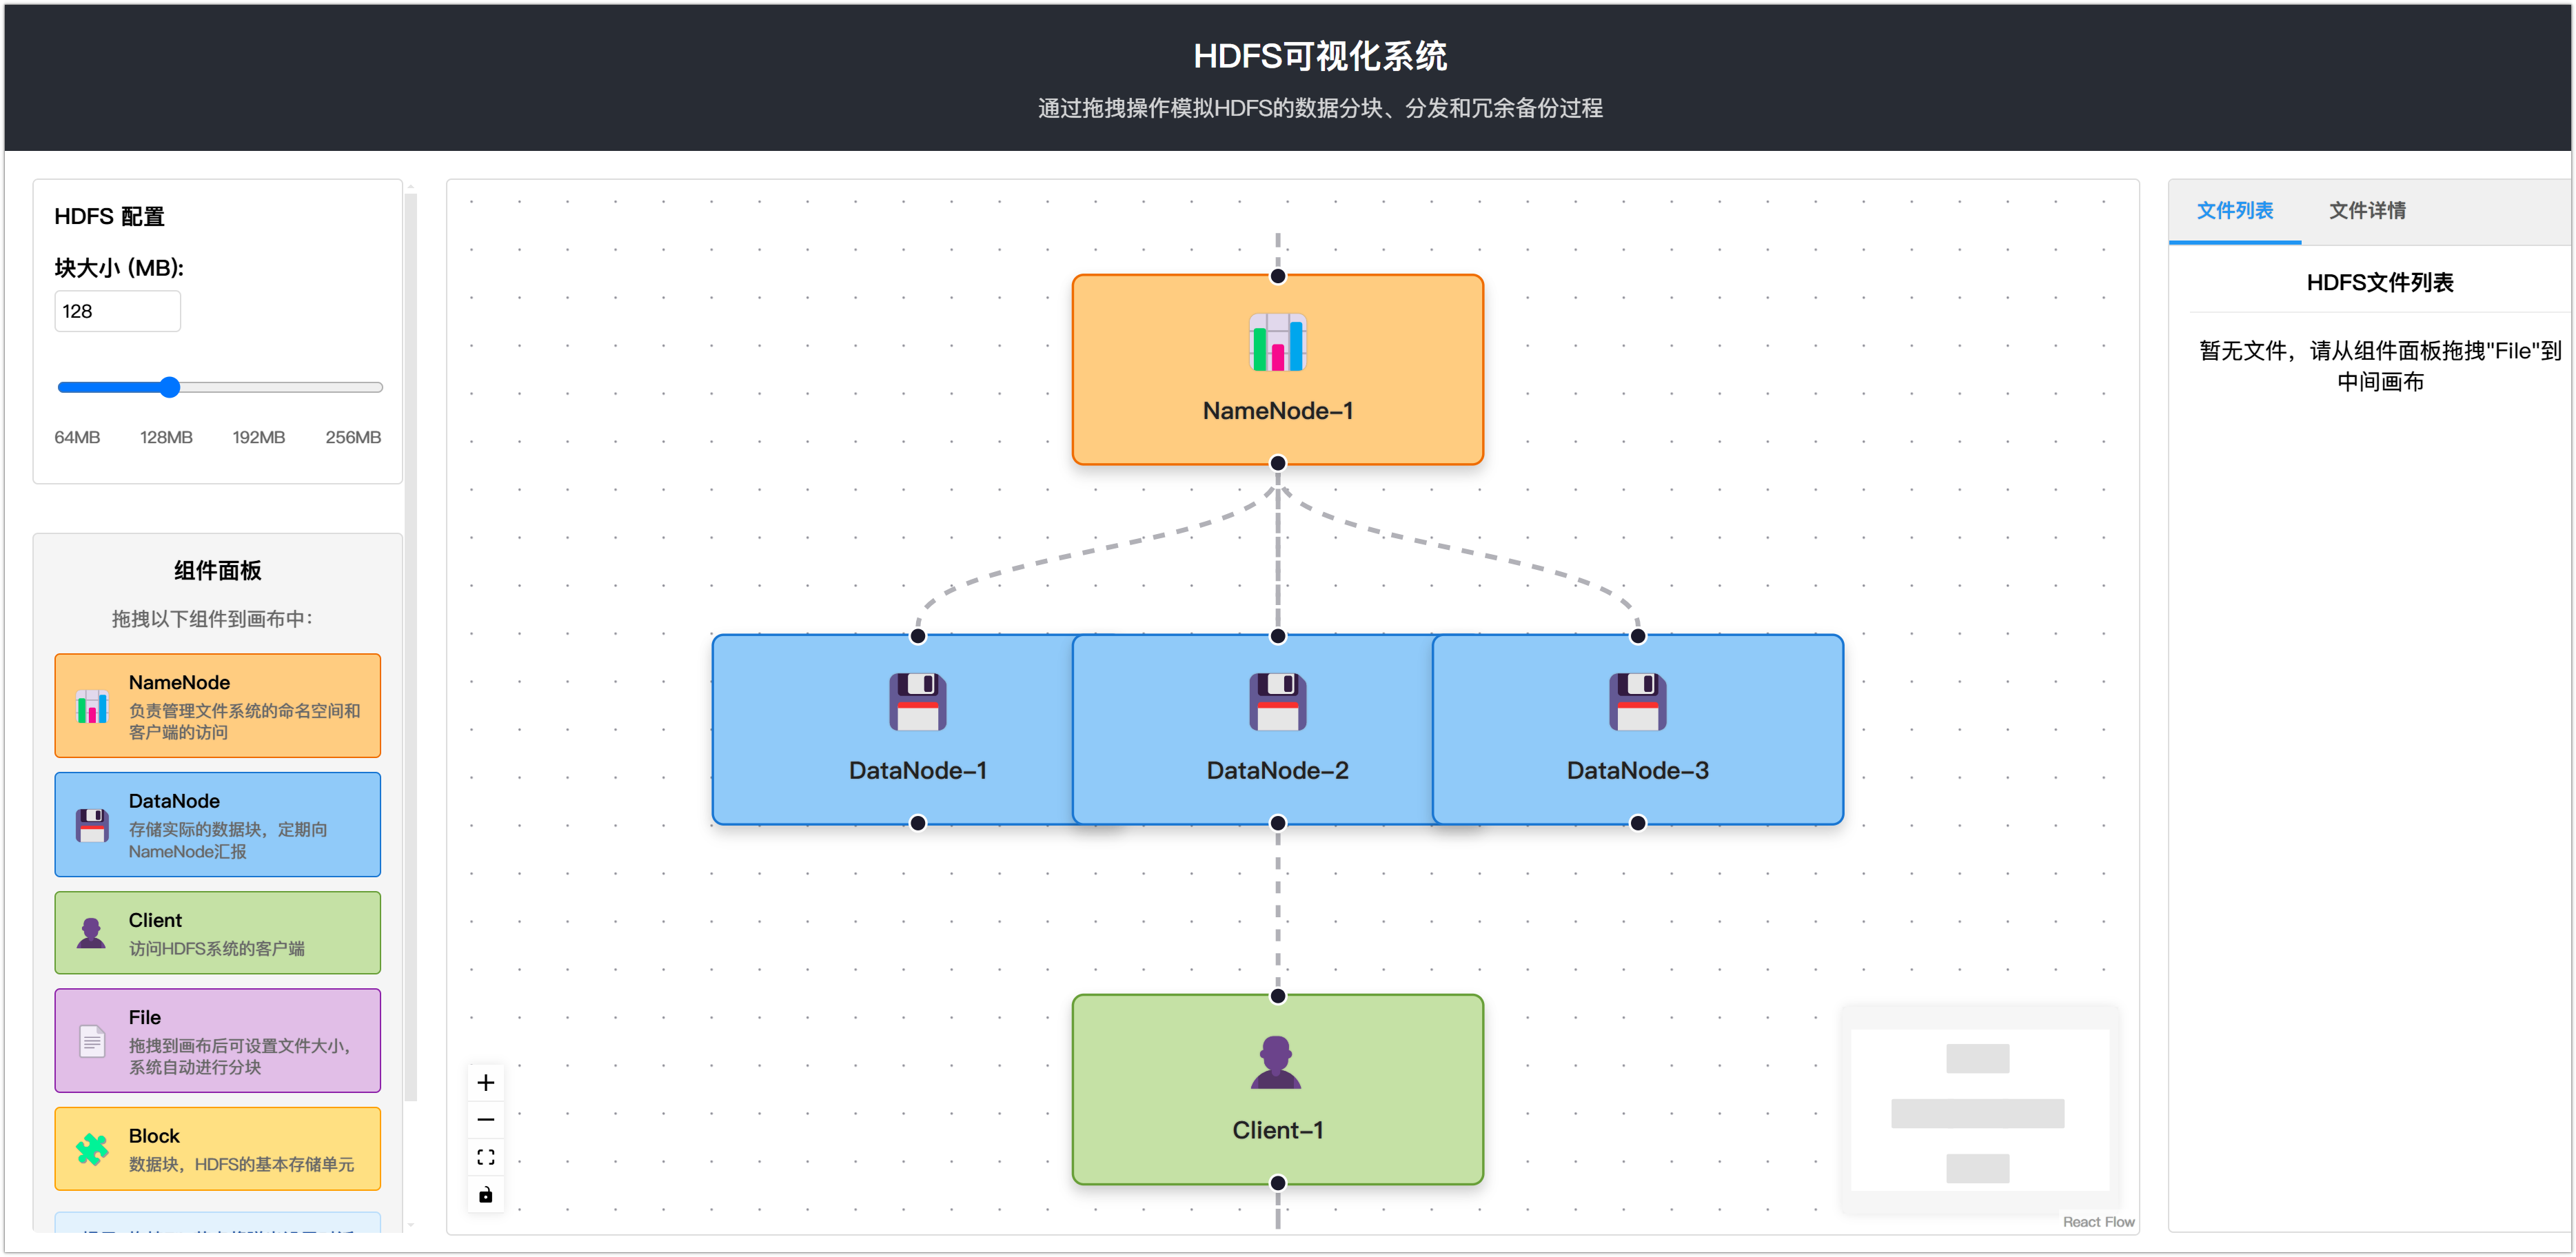 HDFS可视化系统
通过拖拽操作模拟HDFS的数据分块、分发和冗余备份过程
HDFS 配置
块大小 (MB):
128
64MB
128MB
192MB
256MB
组件面板
拖拽以下组件到画布中：
NameNode
负责管理文件系统的命名空间和
客户端的访问
DataNode
存储实际的数据块，定期向
NameNode汇报
Client
访问HDFS系统的客户端
File
拖拽到画布后可设置文件大小，
系统自动进行分块
Block
数据块，HDFS的基本存储单元
NameNode-1
DataNode-1
DataNode-2
DataNode-3
Client-1
React Flow
文件列表
文件详情
HDFS文件列表
暂无文件，请从组件面板拖拽"File"到
中间画布